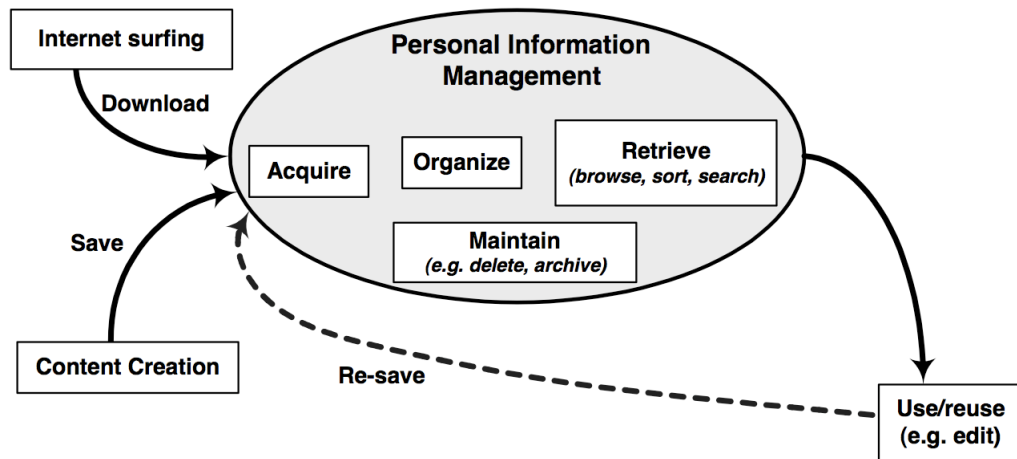 Internet surfing
Download
Personal Information
Management
Acquire
Organize
Retrieve
(browse, sort, search)
Maintain
(e.g. delete, archive)
Save
Content Creation
Re-save
Use/reuse
(e.g. edit)